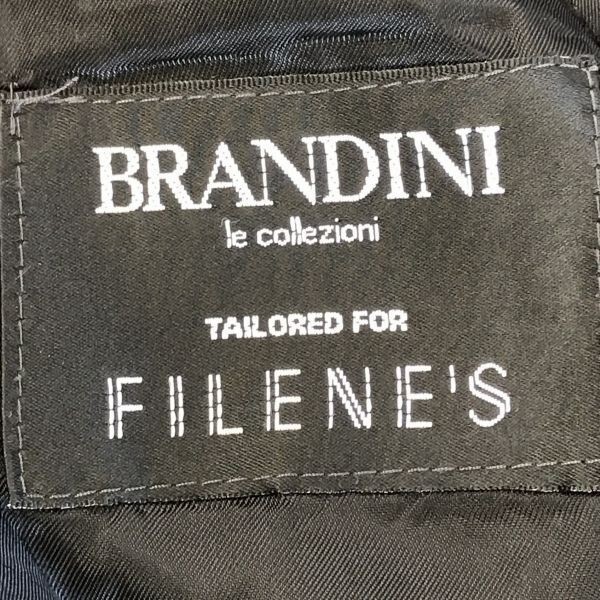 BRANDINI
le collezioni
TAILORED FOR
FILENE'S